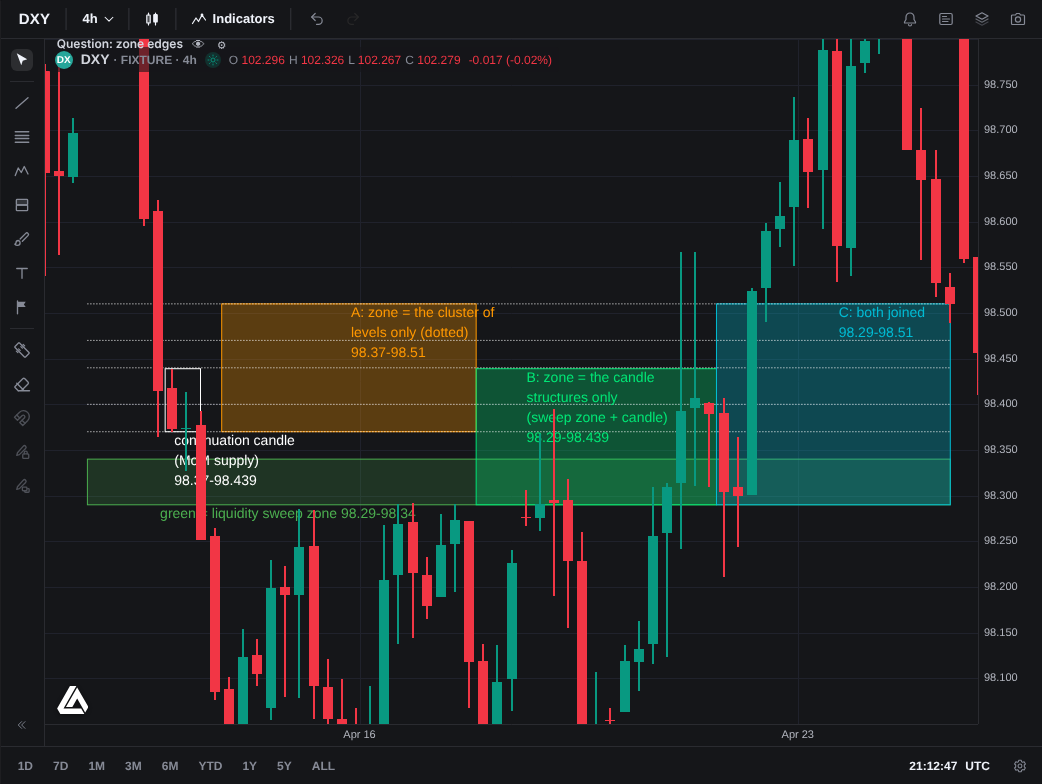 DXY
4h
Indicators
Question: zone edges
DX DXY · FIXTURE · 4h O 102.296 H 102.326 L 102.267 C 102.279 -0.017 (-0.02%)
98.750
98.700
98.650
98.600
98.550
98.500
98.450
98.400
98.350
98.300
98.250
98.200
98.150
98.100
A: zone = the cluster of
levels only (dotted)
98.37-98.51
C: both joined
98.29-98.51
B: zone = the candle
structures only
(sweep zone + candle)
98.29-98.439
continuation candle
(MoM supply)
98.37-98.439
green = liquidity sweep zone 98.29-98.34
Apr 16
Apr 23
1D 7D 1M 3M 6M YTD 1Y 5Y ALL
21:12:47 UTC